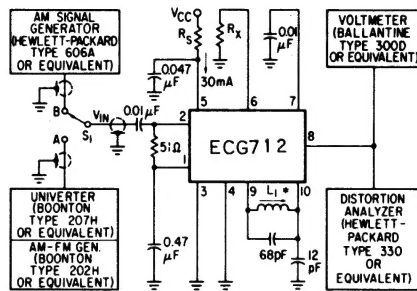 AM SIGNAL
GENERATOR
(HEWLETT-PACKARD
TYPE 606A
OR EQUIVALENT)
VCC
RS
RX
0.01
μF
VOLTMETER
(BALLANTINE
TYPE 300D
OR EQUIVALENT)
0.047
μF
30mA
B
VIN
0.01μF
S1
A
5
6
7
2
ECG712
8
51Ω
1
3
4
9
10
L1 *
UNIVERTER
(BOONTON
TYPE 207H
OR EQUIVALENT)
AM-FM GEN.
(BOONTON
TYPE 202H
OR EQUIVALENT)
0.47
μF
68pF
12
pF
DISTORTION
ANALYZER
(HEWLETT-
PACKARD
TYPE 330
OR
EQUIVALENT)